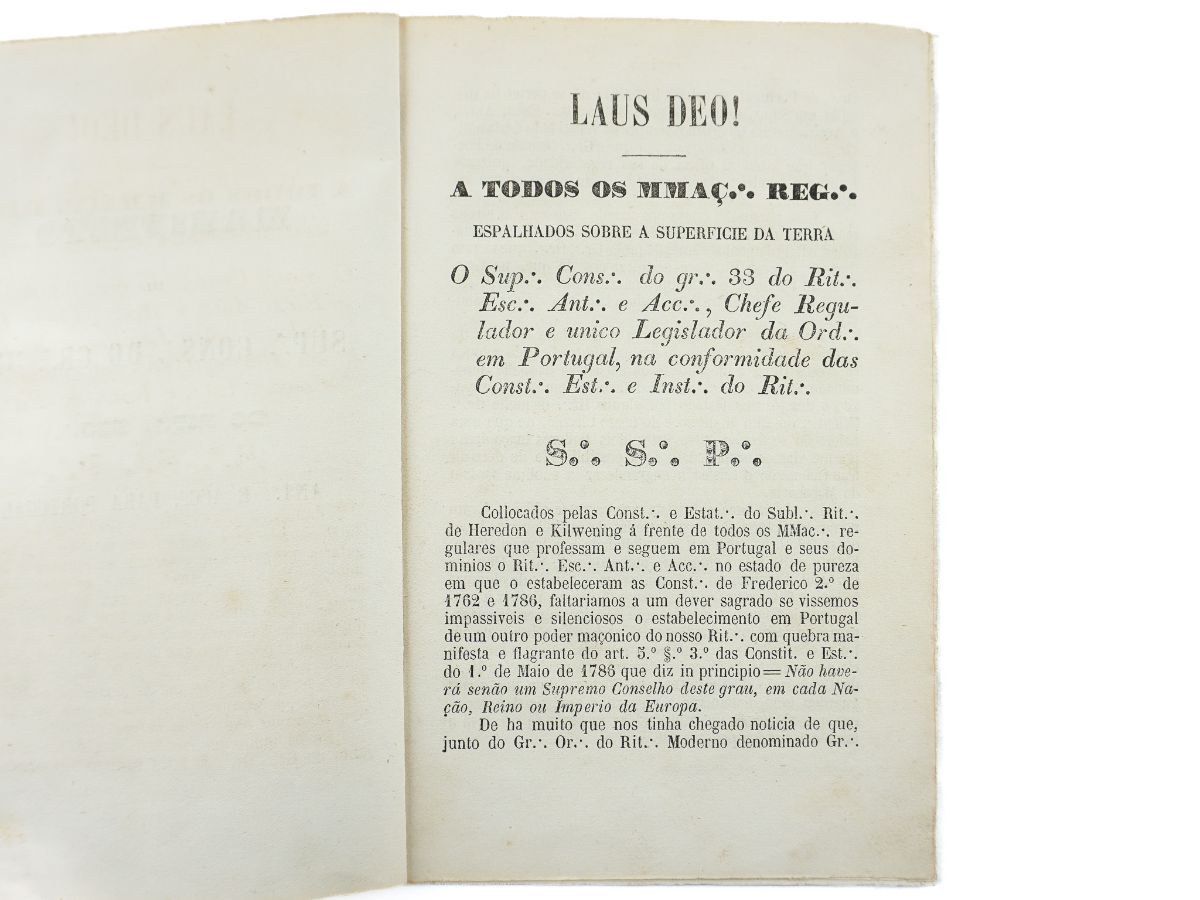 LAUS DEO!
A TODOS OS MMAÇ.·. REG.·.
ESPALHADOS SOBRE A SUPERFICIE DA TERRA
O Sup.·. Cons.·. do gr.·. 33 do Rit.·.
Esc.·. Ant.·. e Acc.·., Chefe Regu-
lador e unico Legislador da Ord.·.
em Portugal, na conformidade das
Const.·. Est.·. e Inst.·. do Rit.·.
S.·. S.·. P.·.
Collocados pelas Const.·. e Estat.·. do Subl.·. Rit.·.
de Heredon e Kilwening á frente de todos os MMac.·. re-
gulares que professam e seguem em Portugal e seus do-
minios o Rit.·. Esc.·. Ant.·. e Acc.·. no estado de pureza
em que o estabeleceram as Const.·. de Frederico 2.º de
1762 e 1786, faltariamos a um dever sagrado se vissemos
impassiveis e silenciosos o estabelecimento em Portugal
de um outro poder maçonico do nosso Rit.·. com quebra ma-
nifesta e flagrante do art. 5.º §.º 3.º das Constit. e Est.·.
do 1.º de Maio de 1786 que diz in principio = Não have-
rá senão um Supremo Conselho deste grau, em cada Na-
ção, Reino ou Imperio da Europa.
De ha muito que nos tinha chegado noticia de que,
junto do Gr.·. Or.·. do Rit.·. Moderno denominado Gr.·.